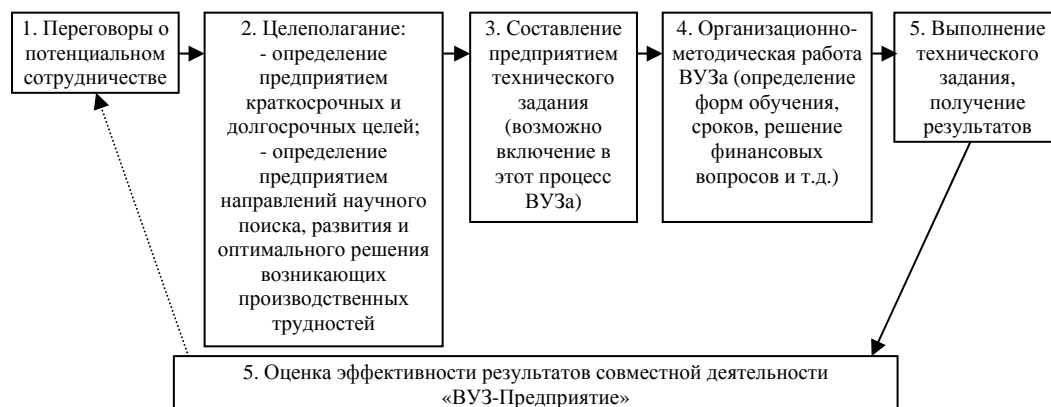 1. Переговоры о
потенциальном
сотрудничестве
2. Целеполагание:
- определение
предприятием
краткосрочных и
долгосрочных целей;
- определение
предприятием
направлений научного
поиска, развития и
оптимального решения
возникающих
производственных
трудностей
3. Составление
предприятием
технического
задания
(возможно
включение в
этот процесс
ВУЗа)
4. Организационно-
методическая работа
ВУЗа (определение
форм обучения,
сроков, решение
финансовых
вопросов и т.д.)
5. Выполнение
технического
задания,
получение
результатов
5. Оценка эффективности результатов совместной деятельности
«ВУЗ-Предприятие»